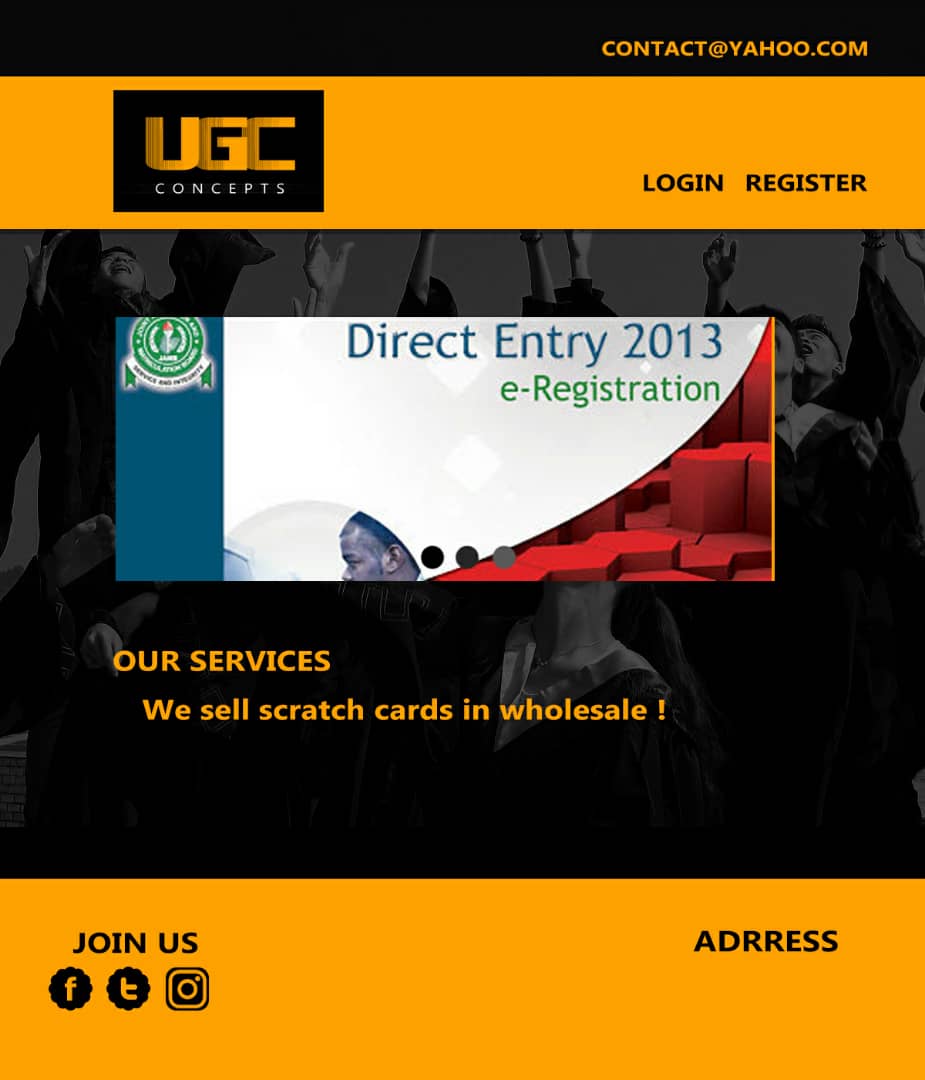 CONTACT@YAHOO.COM
UGC
CONCEPTS
LOGIN REGISTER
Direct Entry 2013
e-Registration
JAMB
SERVICE AND INTEGRITY
OUR SERVICES
We sell scratch cards in wholesale !
JOIN US
ADRRESS